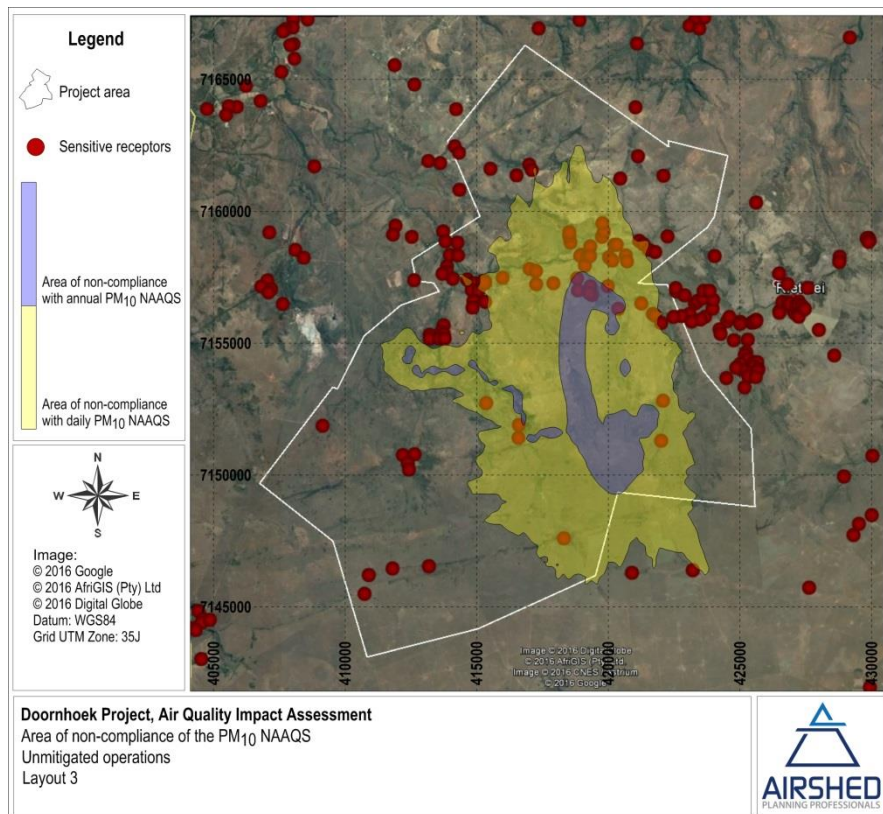 Legend
Project area
Sensitive receptors
Area of non-compliance
with annual PM10 NAAQS
Area of non-compliance
with daily PM10 NAAQS
N
W
E
S
Image:
© 2016 Google
© 2016 AfriGIS (Pty) Ltd
© 2016 Digital Globe
Datum: WGS84
Grid UTM Zone: 35J
7165000
7160000
7155000
7150000
7145000
405000
410000
415000
420000
425000
430000
Image © 2016 DigitalGlobe
© 2016 AfriGIS (Pty) Ltd.
Image © 2016 CNES / Astrium
© 2016 Google
Doornhoek Project, Air Quality Impact Assessment
Area of non-compliance of the PM10 NAAQS
Unmitigated operations
Layout 3
AIRSHED
PLANNING PROFESSIONALS